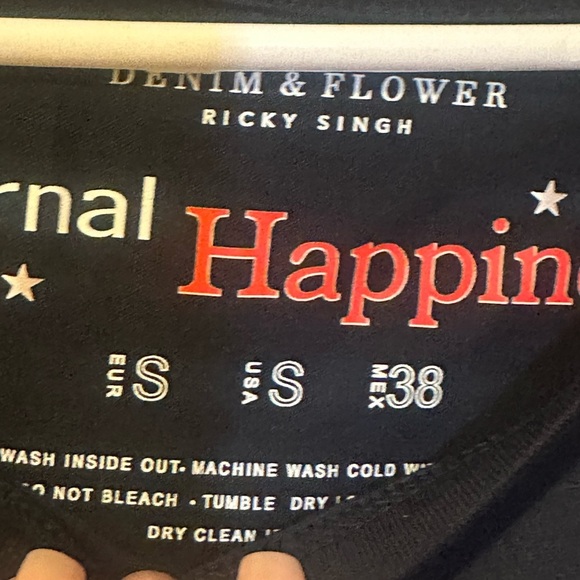 DENIM & FLOWER
RICKY SINGH
rnal Happin
EUR S USA S MEX 38
WASH INSIDE OUT. MACHINE WASH COLD
NOT BLEACH • TUMBLE DRY
DRY CLEAN